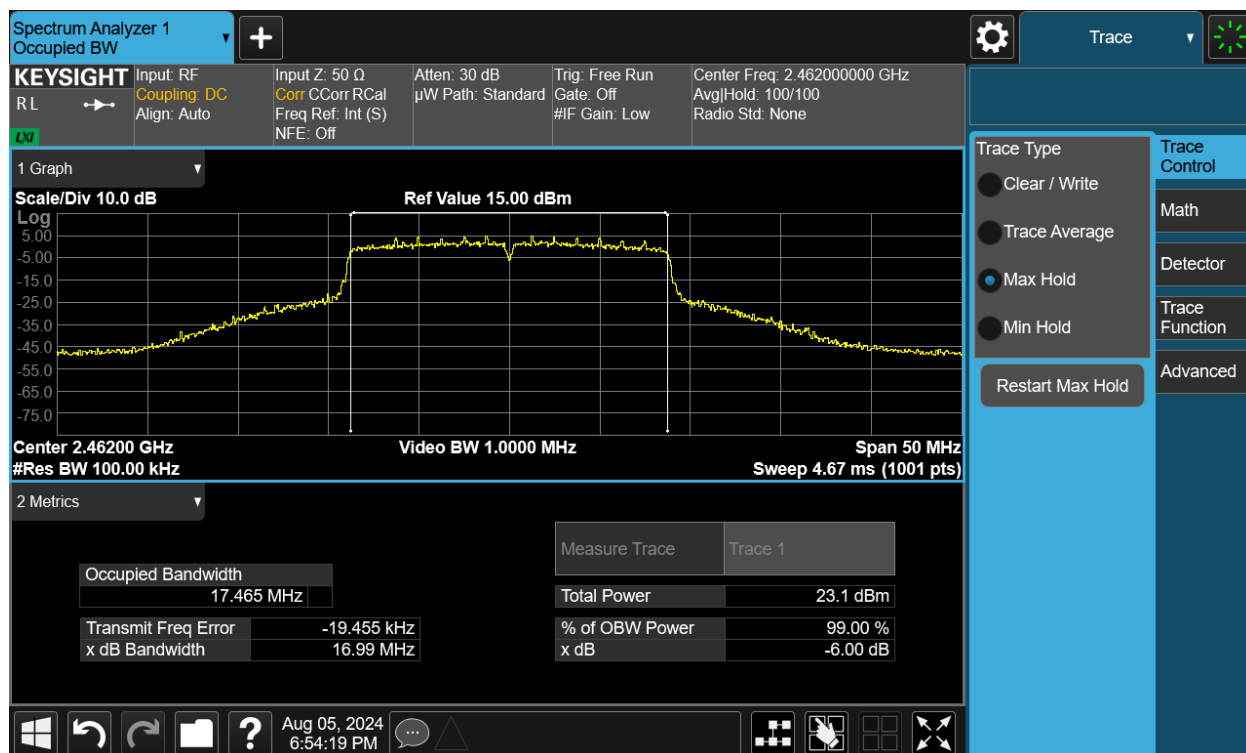 Spectrum Analyzer 1
Occupied BW
Trace
KEYSIGHT
R L
LXI
Input: RF
Coupling: DC
Align: Auto
Input Z: 50 Ω
Corr CCorr RCal
Freq Ref: Int (S)
NFE: Off
Atten: 30 dB
µW Path: Standard
Trig: Free Run
Gate: Off
#IF Gain: Low
Center Freq: 2.462000000 GHz
Avg|Hold: 100/100
Radio Std: None
1 Graph
Scale/Div 10.0 dB
Ref Value 15.00 dBm
Log
5.00
-5.00
-15.0
-25.0
-35.0
-45.0
-55.0
-65.0
-75.0
Center 2.46200 GHz
Video BW 1.0000 MHz
Span 50 MHz
#Res BW 100.00 kHz
Sweep 4.67 ms (1001 pts)
2 Metrics
Measure Trace
Trace 1
Occupied Bandwidth
17.465 MHz
Total Power
23.1 dBm
Transmit Freq Error
-19.455 kHz
% of OBW Power
99.00 %
x dB Bandwidth
16.99 MHz
x dB
-6.00 dB
Trace Type
Clear / Write
Trace Average
Max Hold
Min Hold
Restart Max Hold
Trace
Control
Math
Detector
Trace
Function
Advanced
?
Aug 05, 2024
6:54:19 PM